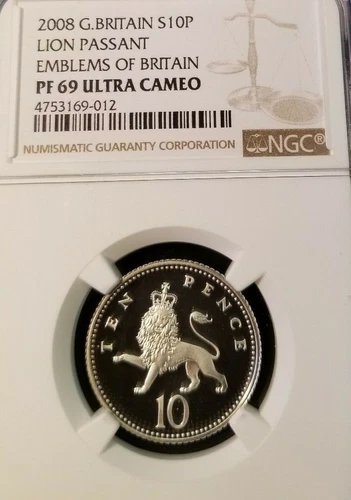 2008 G.BRITAIN S10P
LION PASSANT
EMBLEMS OF BRITAIN
PF 69 ULTRA CAMEO
4753169-012
NUMISMATIC GUARANTY CORPORATION
NGC®
TEN PENCE
10